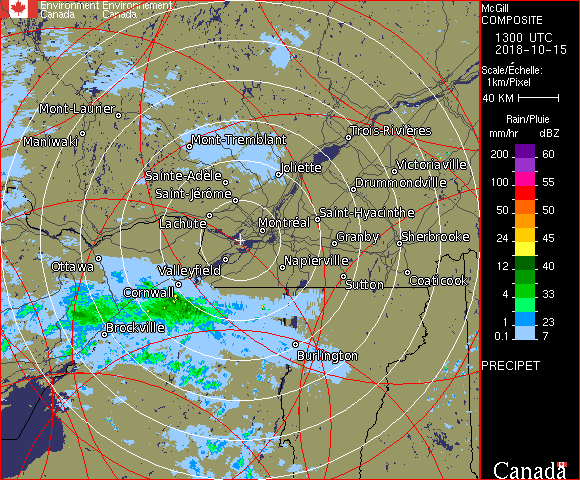 Environment Environnement
Canada Canada
McGill
COMPOSITE
1300 UTC
2018-10-15
Scale/Échelle:
1km/Pixel
40 KM
Rain/Pluie
mm/hr dBZ
200 60
100 55
50 50
24 45
12 40
4 33
1 23
0.1 7
PRECIPET
Canada
Mont-Laurier
Maniwaki
Mont-Tremblant
Trois-Rivières
Joliette
Victoriaville
Sainte-Adèle
Drummondville
Saint-Jérôme
Lachute
Saint-Hyacinthe
Montréal
Granby
Sherbrooke
Ottawa
Valleyfield
Napierville
Sutton
Coaticook
Cornwall
Brockville
Burlington